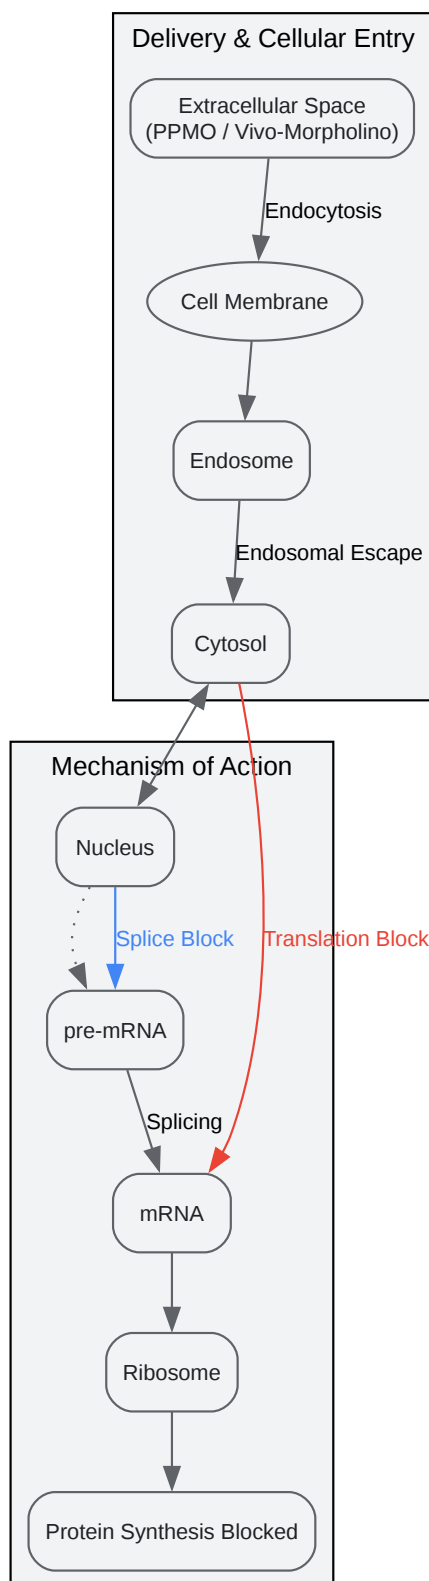 Delivery & Cellular Entry
Extracellular Space
(PPMO / Vivo-Morpholino)
Endocytosis
Cell Membrane
Endosome
Endosomal Escape
Cytosol
Mechanism of Action
Nucleus
Splice Block
Translation Block
pre-mRNA
Splicing
mRNA
Ribosome
Protein Synthesis Blocked